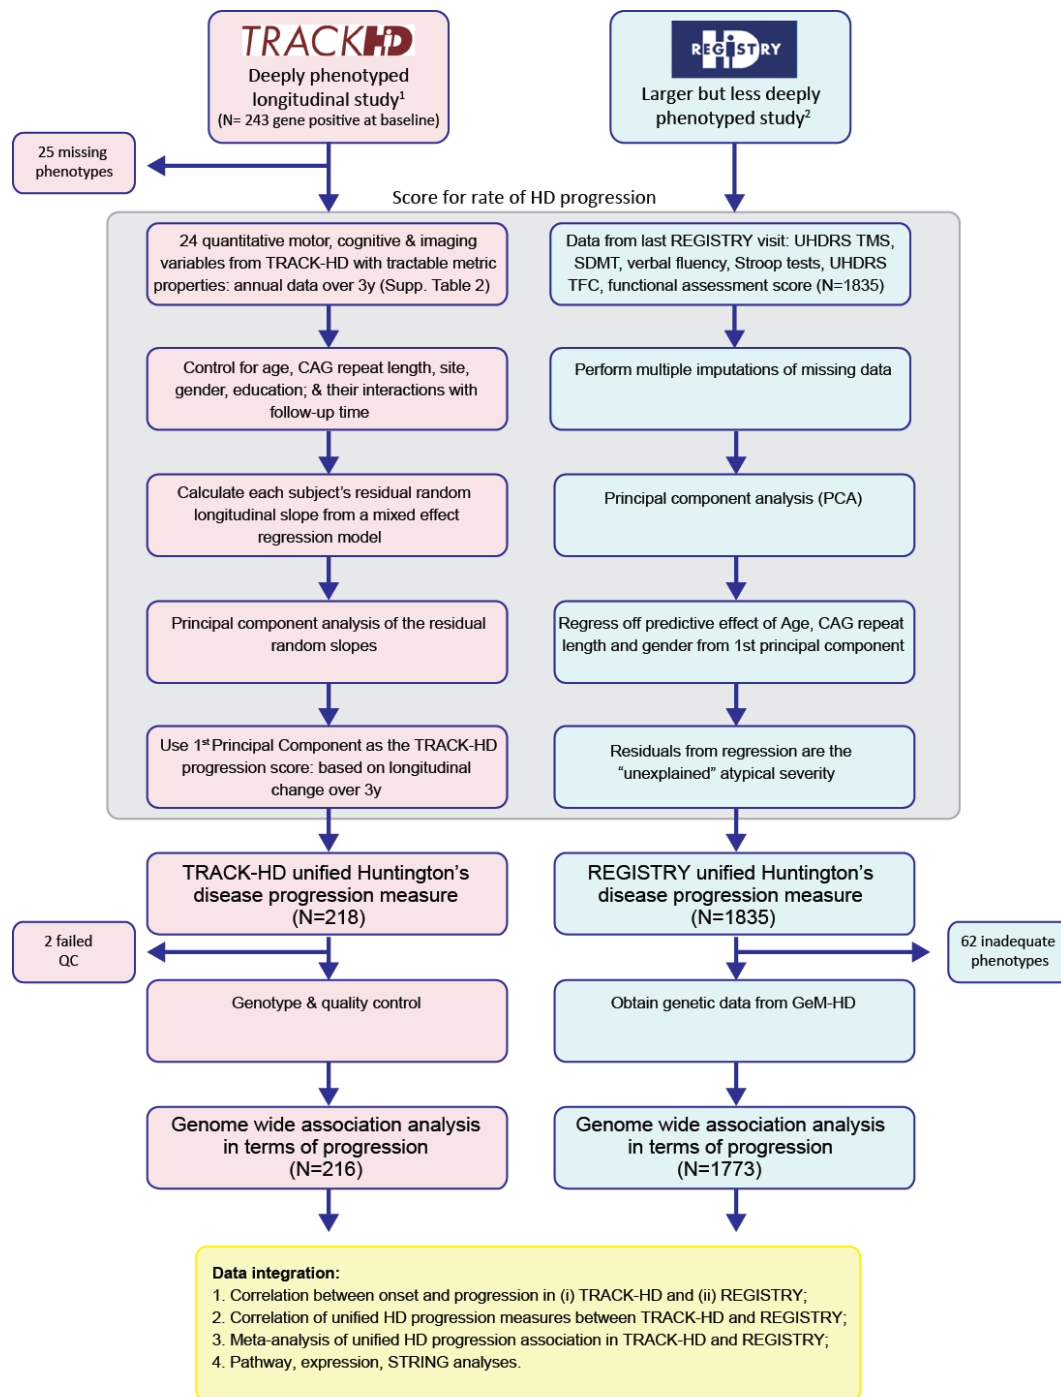 TRACK HD
Deeply phenotyped
longitudinal study1
(N= 243 gene positive at baseline)
REGISTRY
HD
Larger but less deeply
phenotyped study2
25 missing
phenotypes
Score for rate of HD progression
24 quantitative motor, cognitive & imaging
variables from TRACK-HD with tractable metric
properties: annual data over 3y (Supp. Table 2)
Data from last REGISTRY visit: UHDRS TMS,
SDMT, verbal fluency, Stroop tests, UHDRS
TFC, functional assessment score (N=1835)
Control for age, CAG repeat length, site,
gender, education; & their interactions with
follow-up time
Perform multiple imputations of missing data
Calculate each subject's residual random
longitudinal slope from a mixed effect
regression model
Principal component analysis (PCA)
Principal component analysis of the residual
random slopes
Regress off predictive effect of Age, CAG repeat
length and gender from 1st principal component
Use 1st Principal Component as the TRACK-HD
progression score: based on longitudinal
change over 3y
Residuals from regression are the
“unexplained” atypical severity
TRACK-HD unified Huntington's
disease progression measure
(N=218)
REGISTRY unified Huntington's
disease progression measure
(N=1835)
2 failed
QC
62 inadequate
phenotypes
Genotype & quality control
Obtain genetic data from GeM-HD
Genome wide association analysis
in terms of progression
(N=216)
Genome wide association analysis
in terms of progression
(N=1773)
Data integration:
1. Correlation between onset and progression in (i) TRACK-HD and (ii) REGISTRY;
2. Correlation of unified HD progression measures between TRACK-HD and REGISTRY;
3. Meta-analysis of unified HD progression association in TRACK-HD and REGISTRY;
4. Pathway, expression, STRING analyses.